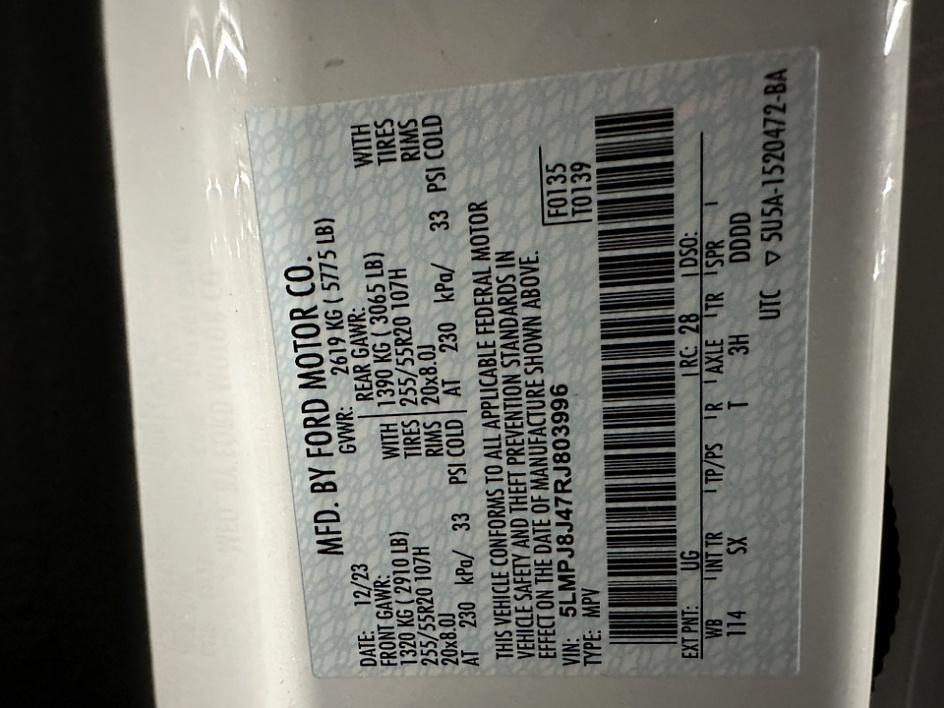 MFD. BY FORD MOTOR CO.
DATE: 12/23 GVWR: 2619 KG ( 5775 LB)
FRONT GAWR: REAR GAWR:
1320 KG ( 2910 LB) WITH 1390 KG ( 3065 LB) WITH
255/55R20 107H TIRES 255/55R20 107H TIRES
20x8.0J RIMS 20x8.0J RIMS
AT 230 kPa/ 33 PSI COLD AT 230 kPa/ 33 PSI COLD
THIS VEHICLE CONFORMS TO ALL APPLICABLE FEDERAL MOTOR
VEHICLE SAFETY AND THEFT PREVENTION STANDARDS IN
EFFECT ON THE DATE OF MANUFACTURE SHOWN ABOVE.
VIN: 5LMPJ8J47RJ803996 F0135
TYPE: MPV T0139
EXT PNT: UG RC: 28 DSO:
WB INT TR TP/PS R AXLE TR SPR
114 SX T 3H DDDD
UTC ▽ 5U5A-1520472-BA